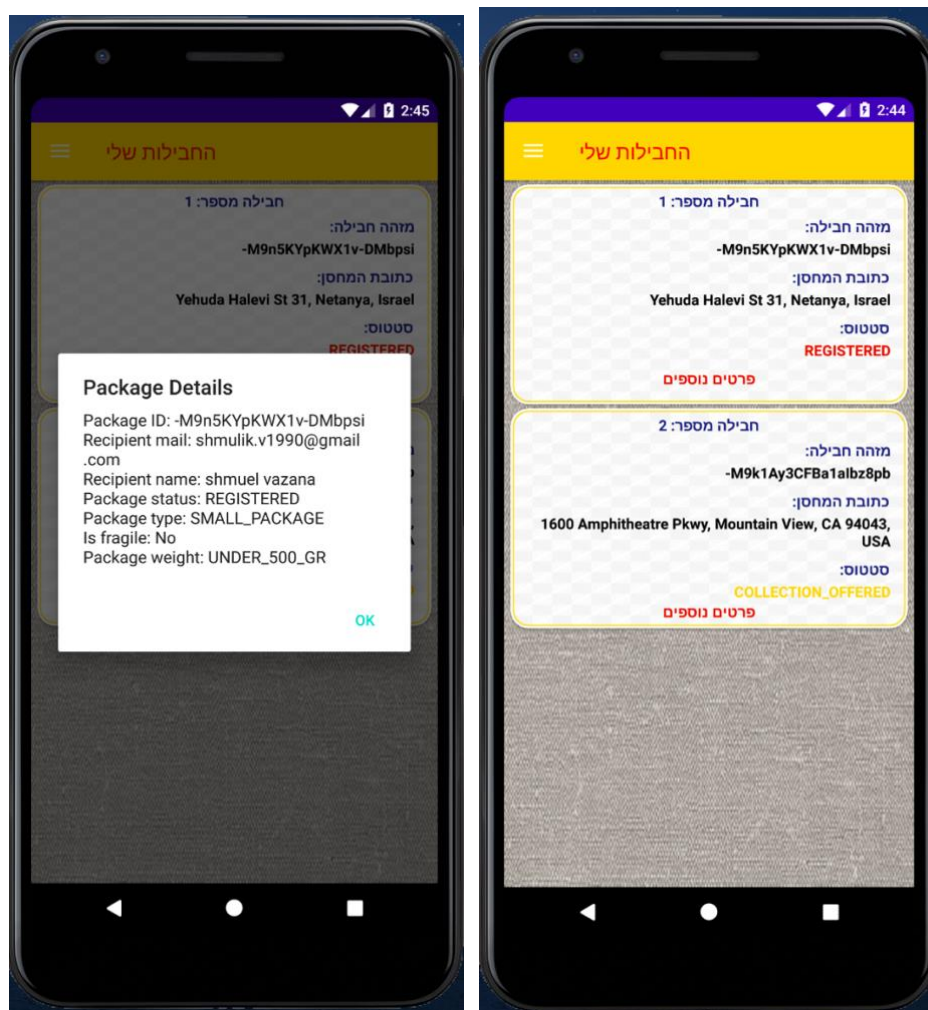 2:45
החבילות שלי
חבילה מספר: 1
מזהה חבילה:
-M9n5KYpKWX1v-DMbpsi
כתובת המחסן:
Yehuda Halevi St 31, Netanya, Israel
סטטוס:
REGISTERED
Package Details
Package ID: -M9n5KYpKWX1v-DMbpsi
Recipient mail: shmulik.v1990@gmail
.com
Recipient name: shmuel vazana
Package status: REGISTERED
Package type: SMALL_PACKAGE
Is fragile: No
Package weight: UNDER_500_GR
OK
2:44
החבילות שלי
חבילה מספר: 1
מזהה חבילה:
-M9n5KYpKWX1v-DMbpsi
כתובת המחסן:
Yehuda Halevi St 31, Netanya, Israel
סטטוס:
REGISTERED
פרטים נוספים
חבילה מספר: 2
מזהה חבילה:
-M9k1Ay3CFBa1albz8pb
כתובת המחסן:
1600 Amphitheatre Pkwy, Mountain View, CA 94043,
USA
סטטוס:
COLLECTION_OFFERED
פרטים נוספים